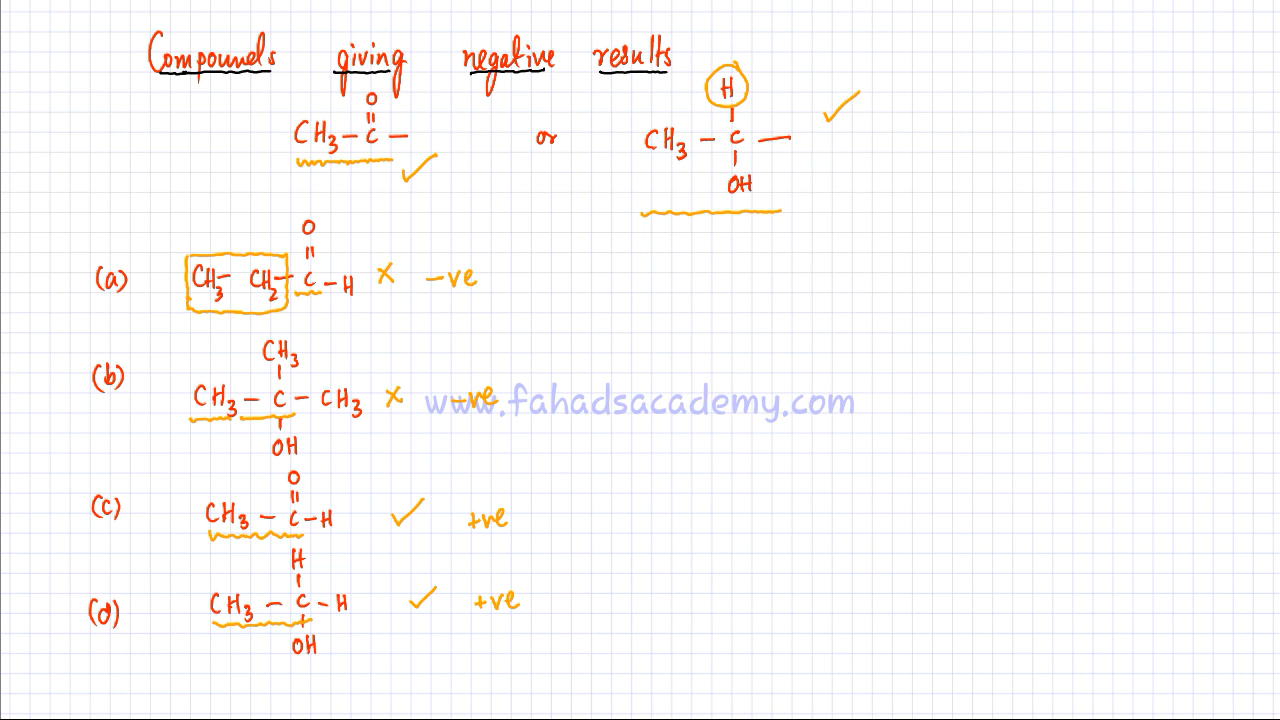 Compounds giving negative results
O H
||
CH3 – C – or CH3 – C –
OH
O
||
(a) CH3 – CH2 – C – H × –ve
CH3
(b) CH3 – C – CH3 × –ve
www.fahadsacademy.com
OH
O
||
(c) CH3 – C – H ✓ +ve
H
(d) CH3 – C – H ✓ +ve
OH